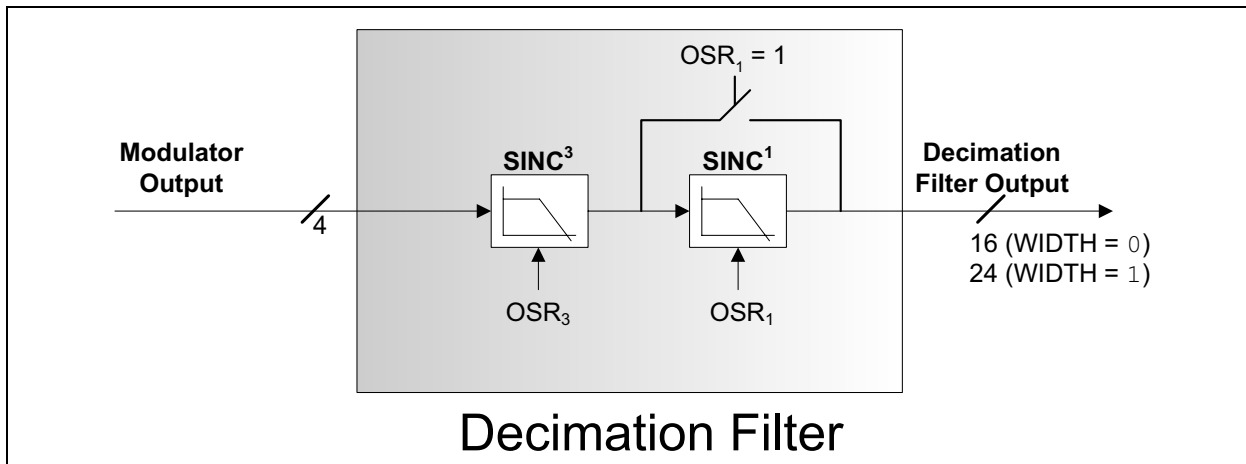 OSR₁ = 1
Modulator
Output
SINC³
SINC¹
Decimation
Filter Output
4
16 (WIDTH = 0)
24 (WIDTH = 1)
OSR₃
OSR₁
Decimation Filter